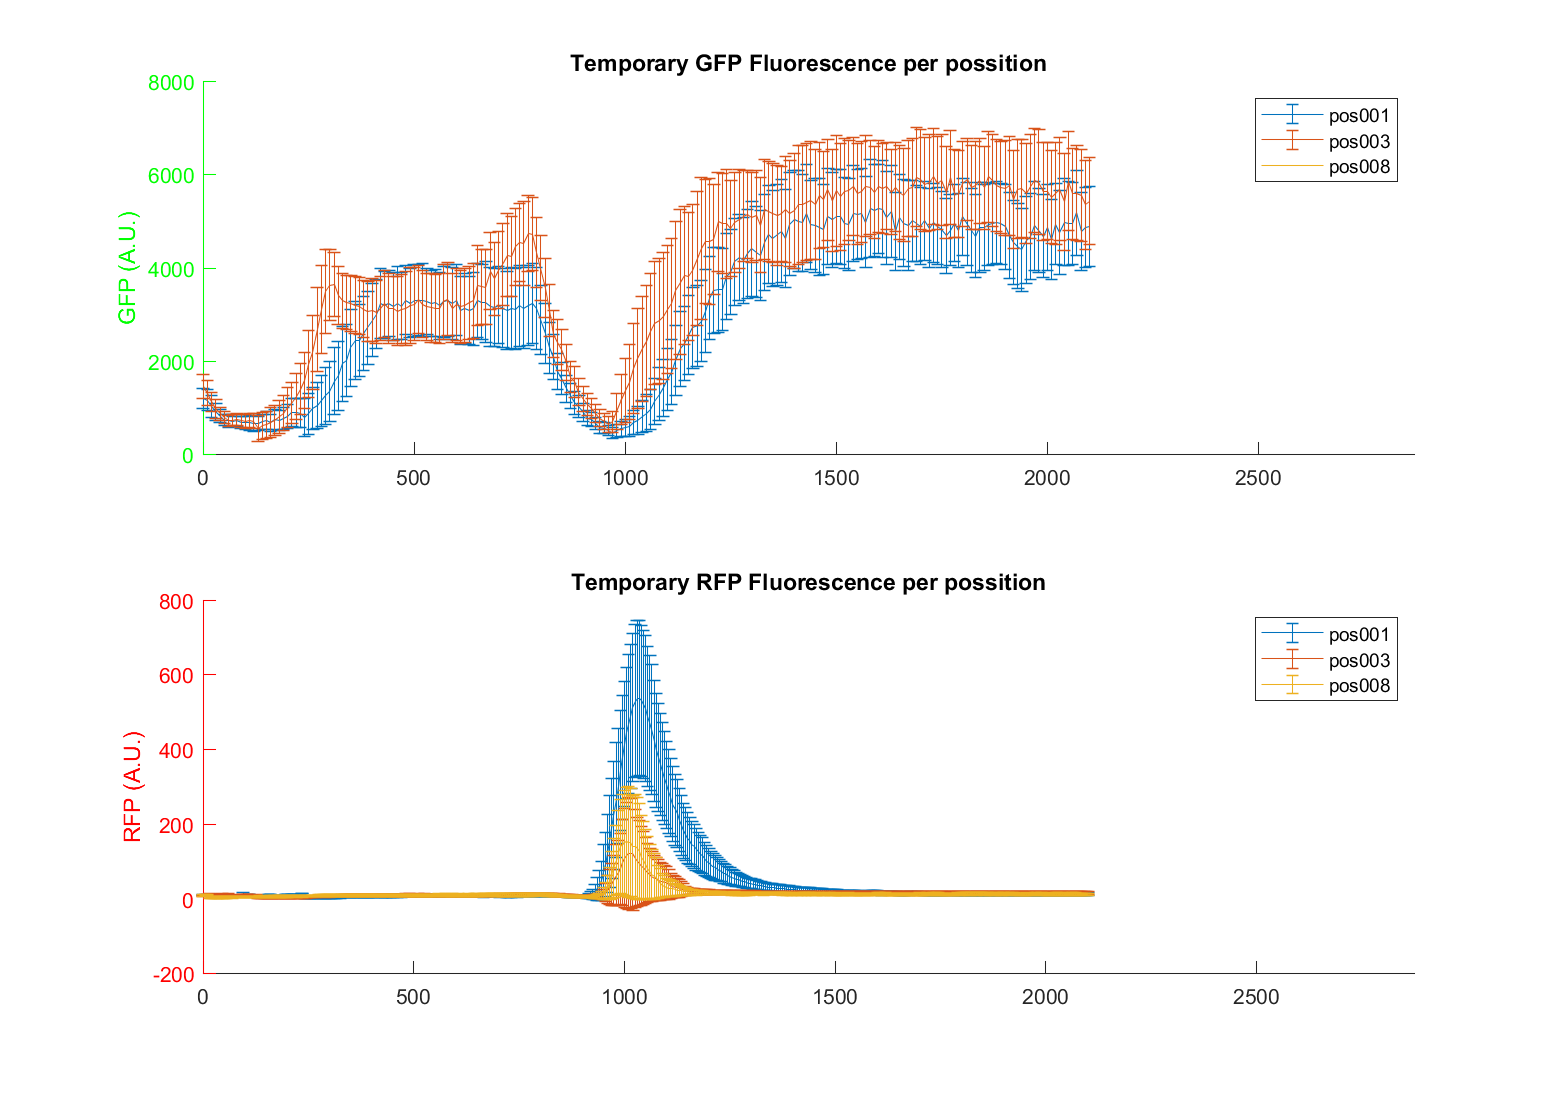 Temporary GFP Fluorescence per possition
8000
6000
4000
2000
0
GFP (A.U.)
0 500 1000 1500 2000 2500
pos001
pos003
pos008
Temporary RFP Fluorescence per possition
800
600
400
200
0
-200
RFP (A.U.)
0 500 1000 1500 2000 2500
pos001
pos003
pos008